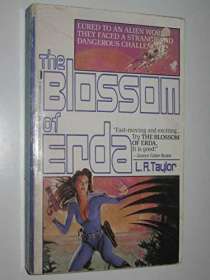 LURED TO AN ALIEN WORLD
THEY FACED A STRANGE AND
DANGEROUS CHALLENGE
the
Blossom
of
Erda
"Fast-moving and exciting...
Try THE BLOSSOM
OF ERDA.
It is good!"
L.A. Taylor